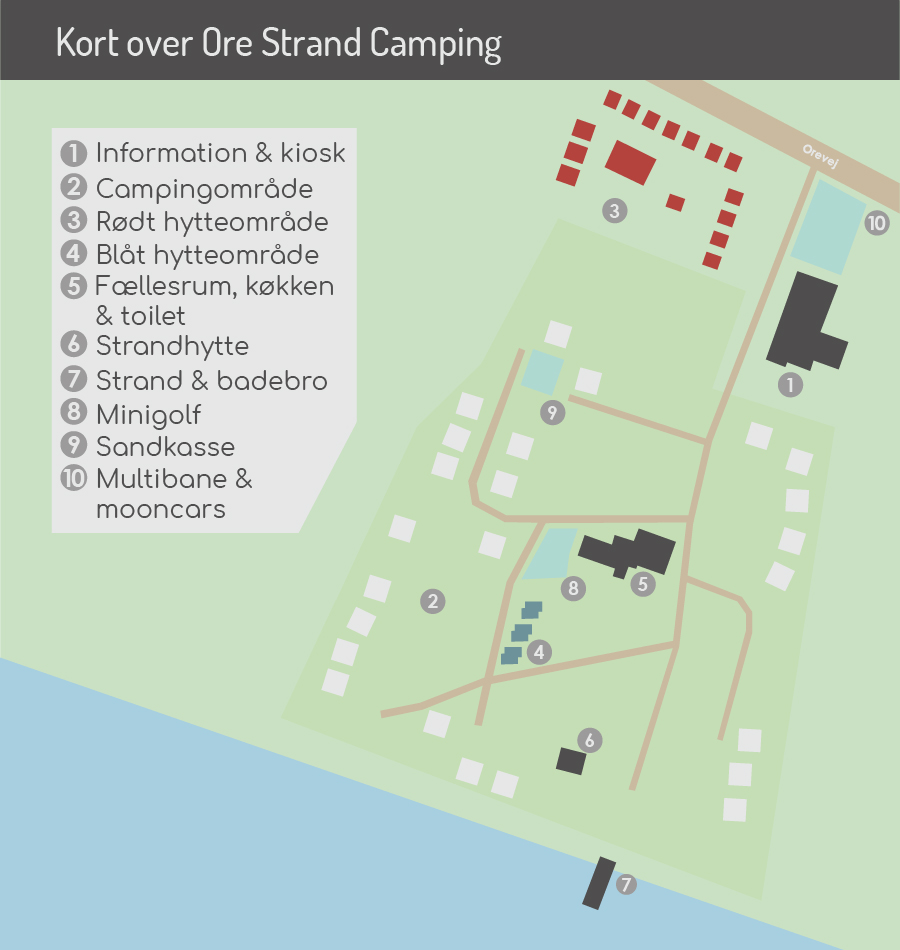 Kort over Ore Strand Camping
1 Information & kiosk
2 Campingområde
3 Rødt hytteområde
4 Blåt hytteområde
5 Fællesrum, køkken
& toilet
6 Strandhytte
7 Strand & badebro
8 Minigolf
9 Sandkasse
10 Multibane &
mooncars
Orevej
3
10
1
9
8
5
2
4
6
7